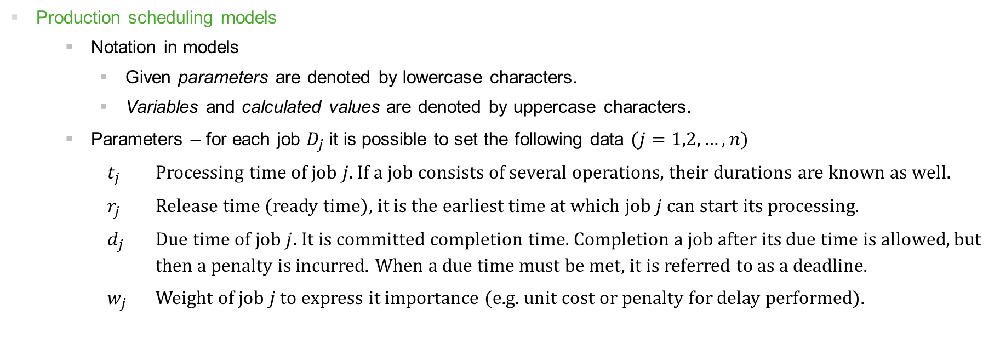 Production scheduling models
Notation in models
Given parameters are denoted by lowercase characters.
Variables and calculated values are denoted by uppercase characters.
Parameters – for each job Dⱼ it is possible to set the following data (j = 1,2, … , n)
tⱼ Processing time of job j. If a job consists of several operations, their durations are known as well.
rⱼ Release time (ready time), it is the earliest time at which job j can start its processing.
dⱼ Due time of job j. It is committed completion time. Completion a job after its due time is allowed, but
then a penalty is incurred. When a due time must be met, it is referred to as a deadline.
wⱼ Weight of job j to express it importance (e.g. unit cost or penalty for delay performed).